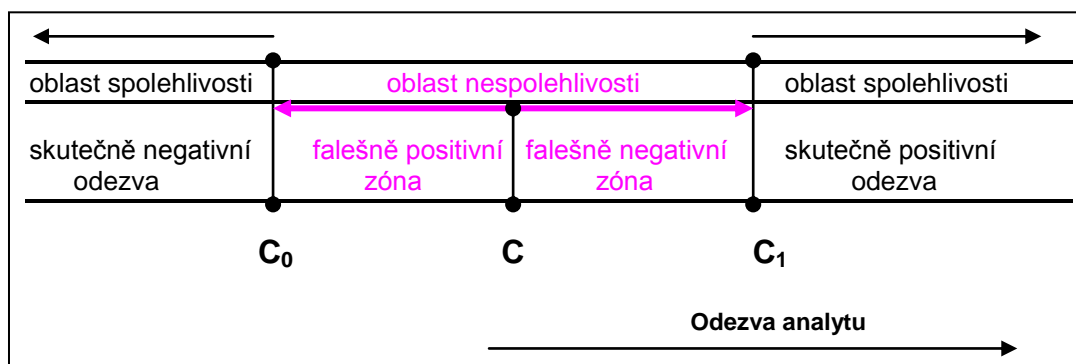 oblast spolehlivosti oblast nespolehlivosti oblast spolehlivosti
skutečně negativní odezva
falešně positivní zóna
falešně negativní zóna
skutečně positivní odezva
C₀ C C₁
Odezva analytu